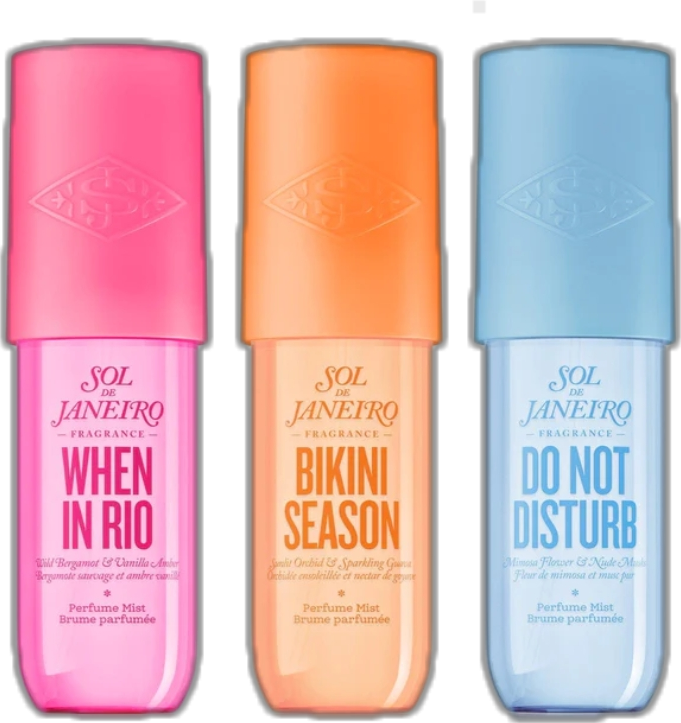 SOL
DE
JANEIRO
FRAGRANCE
WHEN
IN RIO
Wild Bergamot & Vanilla Amber
Bergamote sauvage et ambre vanillé
Perfume Mist
Brume parfumée
SOL
DE
JANEIRO
FRAGRANCE
BIKINI
SEASON
Sunlit Orchid & Sparkling Guava
Orchidée ensoleillée et nectar de goyave
Perfume Mist
Brume parfumée
SOL
DE
JANEIRO
FRAGRANCE
DO NOT
DISTURB
Mimosa Flower & Nude Musks
Fleur de mimosa et musc pur
Perfume Mist
Brume parfumée